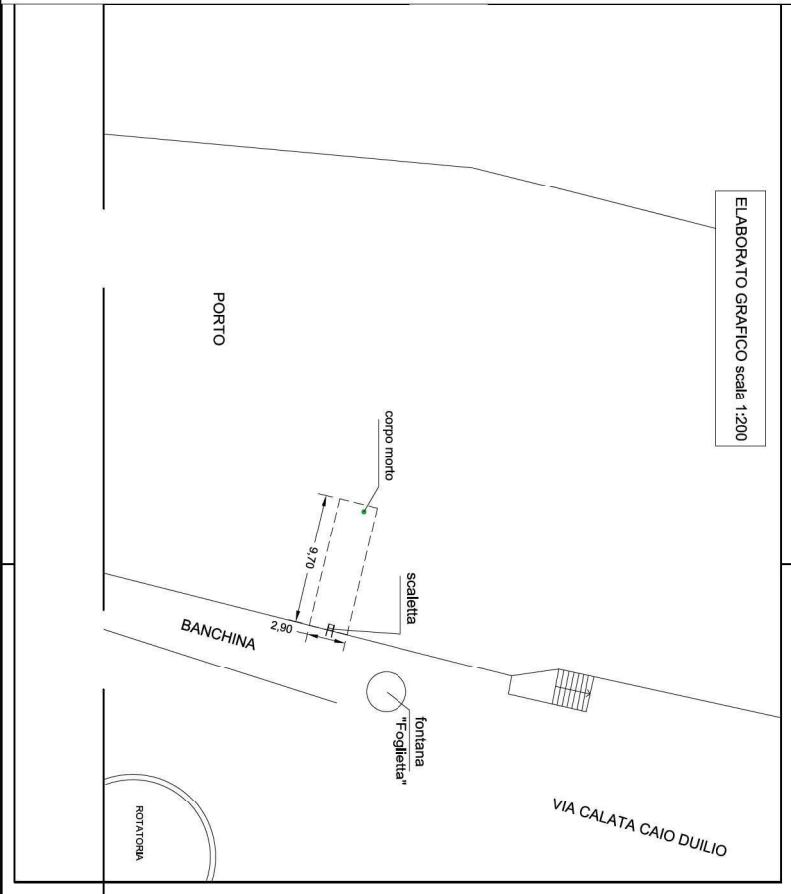 ELABORATO GRAFICO scala 1:200
PORTO
corpo morto
9,70
scaletta
2,90
BANCHINA
fontana
"Foglietta"
VIA CALATA CAIO DUILIO
ROTATORIA